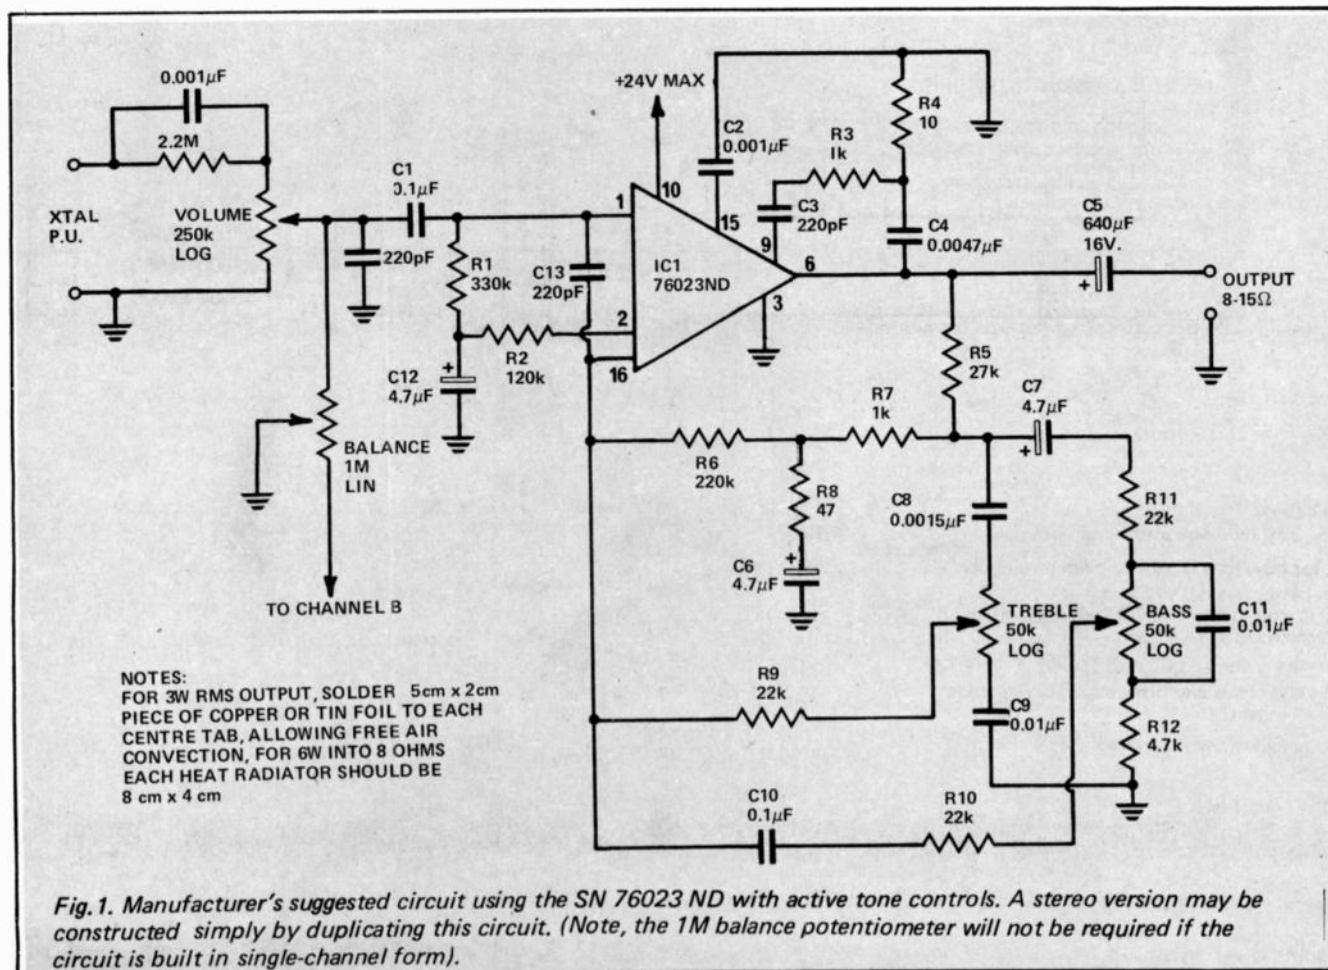 0.001µF
2.2M
XTAL
P.U.
VOLUME
250k
LOG
220pF
C1
0.1µF
R1
330k
C12
4.7µF
R2
120k
C13
220pF
BALANCE
1M
LIN
TO CHANNEL B
+24V MAX
10
C2
0.001µF
15
1
2
16
IC1
76023ND
9
6
3
C3
220pF
R3
1k
R4
10
C4
0.0047µF
C5
640µF
16V.
+
OUTPUT
8-15Ω
R5
27k
R7
1k
R6
220k
R8
47
C6
4.7µF
+
+
C7
4.7µF
+
C8
0.0015µF
R11
22k
TREBLE
50k
LOG
BASS
50k
LOG
C11
0.01µF
R9
22k
C9
0.01µF
R12
4.7k
C10
0.1µF
R10
22k
NOTES:
FOR 3W RMS OUTPUT, SOLDER 5cm x 2cm
PIECE OF COPPER OR TIN FOIL TO EACH
CENTRE TAB, ALLOWING FREE AIR
CONVECTION, FOR 6W INTO 8 OHMS
EACH HEAT RADIATOR SHOULD BE
8 cm x 4 cm
Fig. 1. Manufacturer's suggested circuit using the SN 76023 ND with active tone controls. A stereo version may be
constructed simply by duplicating this circuit. (Note, the 1M balance potentiometer will not be required if the
circuit is built in single-channel form).